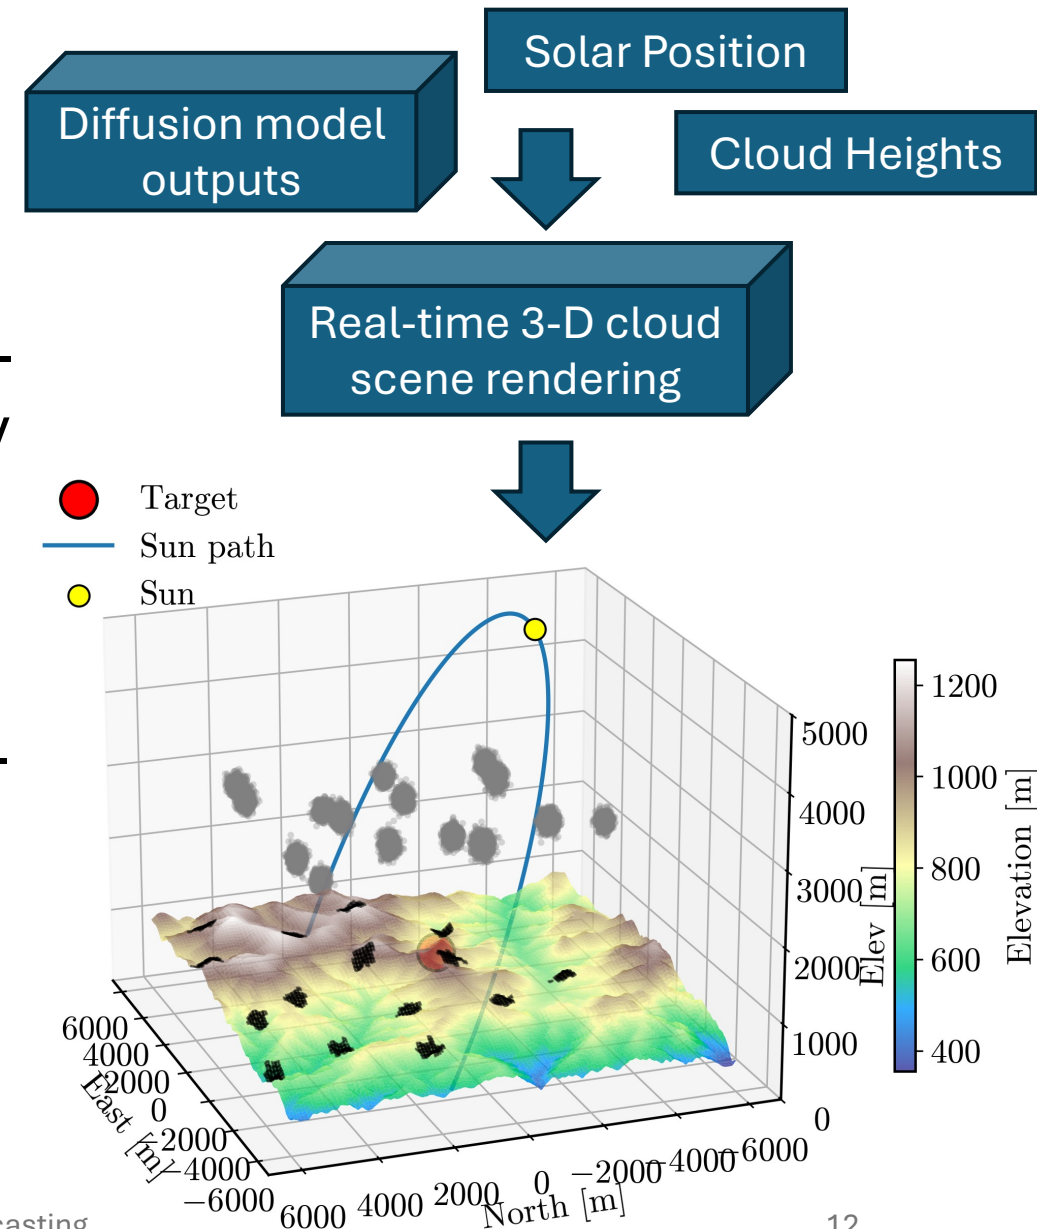 Solar Position
Diffusion model
outputs
Cloud Heights
Real-time 3-D cloud
scene rendering
Target
Sun path
Sun
5000
4000
3000
2000
1000
0
Elev [m]
1200
1000
800
600
400
Elevation [m]
6000
4000
2000
0
−2000
−4000
−6000
East [m]
6000
4000
2000
0
−2000
−4000
−6000
North [m]
casting
12